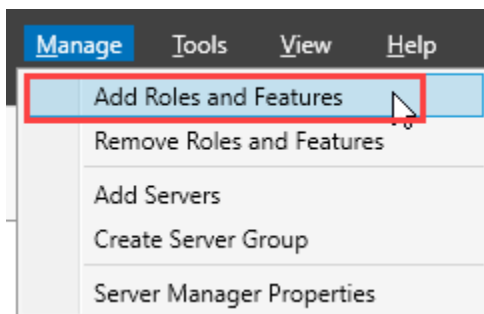 Manage Tools View Help
Add Roles and Features
Remove Roles and Features
Add Servers
Create Server Group
Server Manager Properties